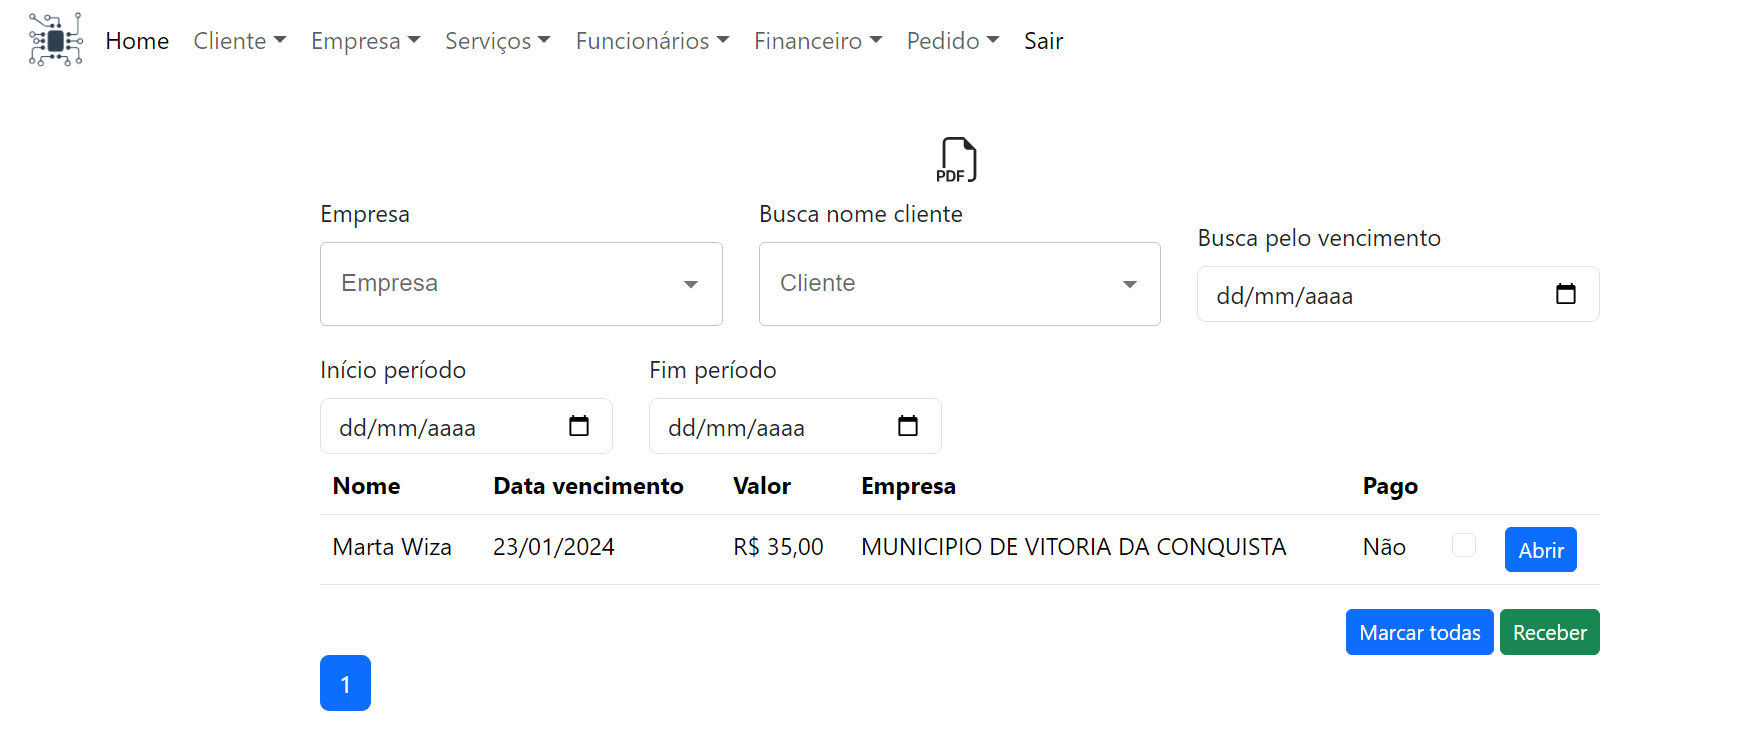 Home Cliente Empresa Serviços Funcionários Financeiro Pedido Sair
PDF
Empresa Busca nome cliente Busca pelo vencimento
Empresa Cliente dd/mm/aaaa
Início período Fim período
dd/mm/aaaa dd/mm/aaaa
Nome Data vencimento Valor Empresa Pago
Marta Wiza 23/01/2024 R$ 35,00 MUNICIPIO DE VITORIA DA CONQUISTA Não Abrir
Marcar todas Receber
1